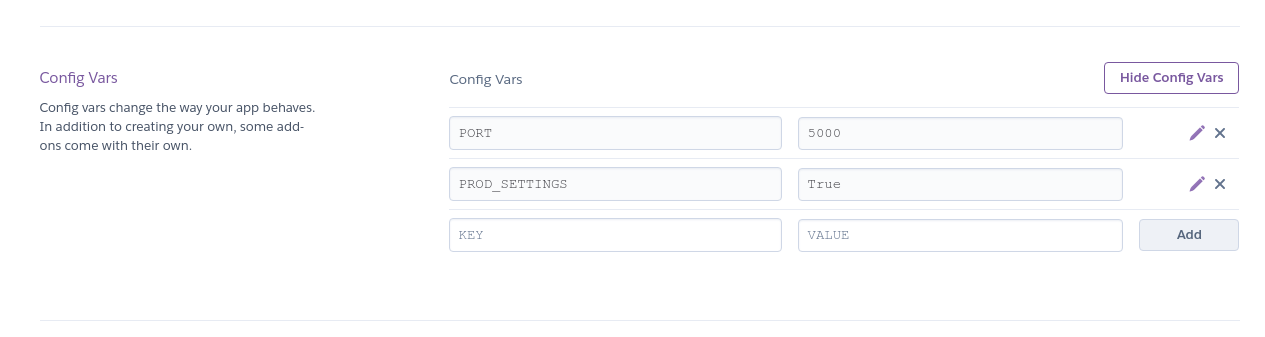 Config Vars
Config vars change the way your app behaves.
In addition to creating your own, some add-
ons come with their own.
Config Vars
Hide Config Vars
PORT
5000
PROD_SETTINGS
True
KEY
VALUE
Add